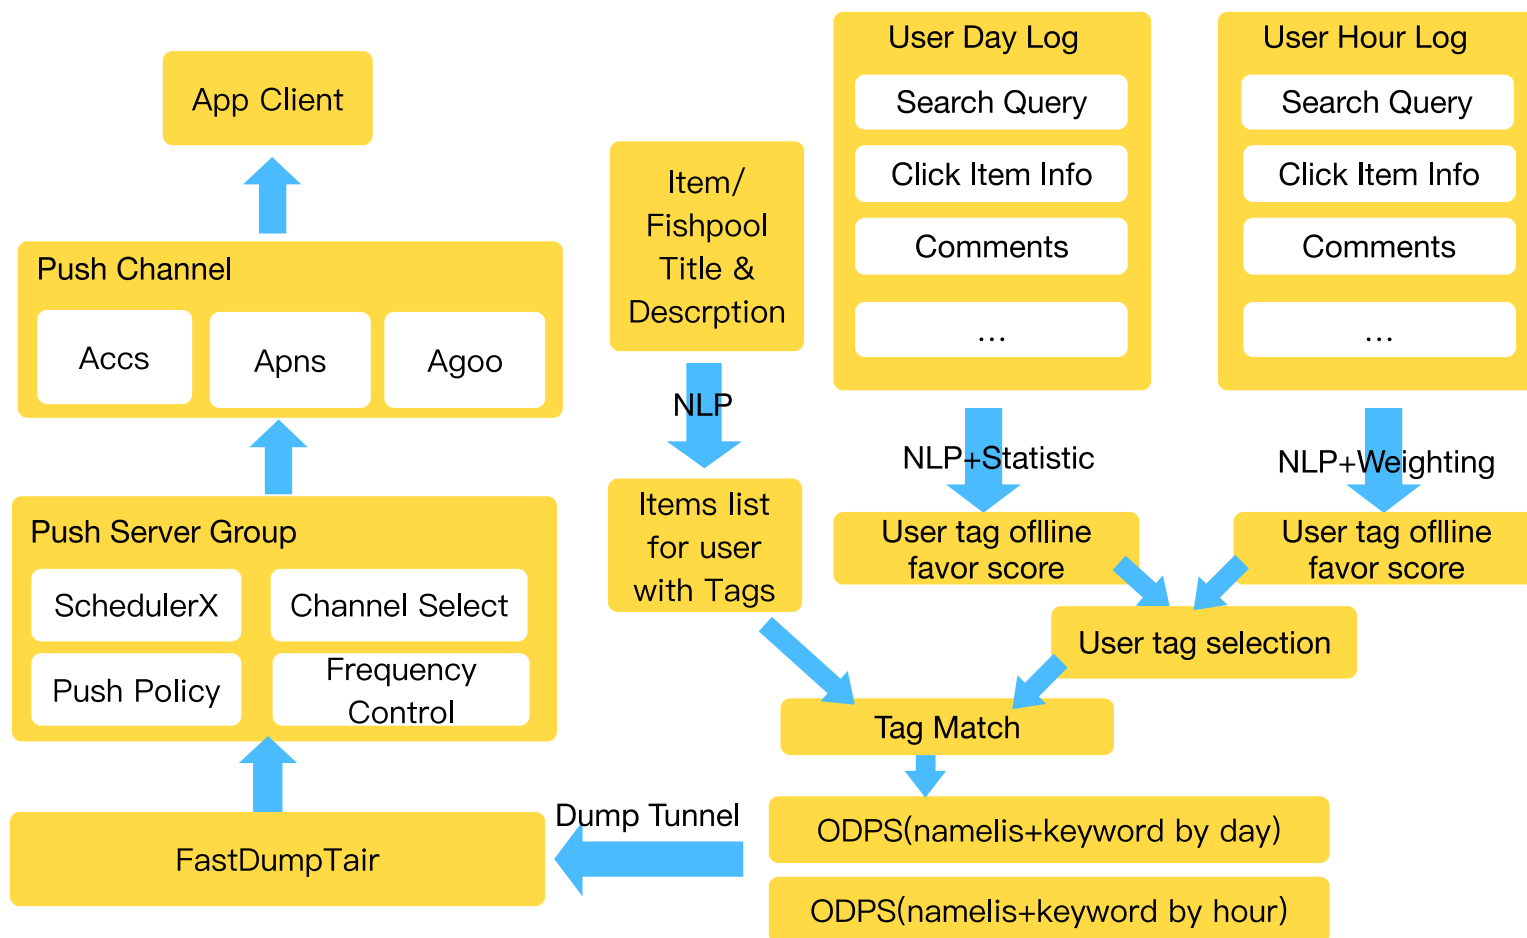 App Client
Push Channel
Accs
Apns
Agoo
Push Server Group
SchedulerX
Channel Select
Push Policy
Frequency
Control
FastDumpTair
Item/
Fishpool
Title &
Descrption
NLP
Items list
for user
with Tags
User Day Log
Search Query
Click Item Info
Comments
...
NLP+Statistic
User tag oflline
favor score
User Hour Log
Search Query
Click Item Info
Comments
...
NLP+Weighting
User tag oflline
favor score
User tag selection
Tag Match
Dump Tunnel
ODPS(namelis+keyword by day)
ODPS(namelis+keyword by hour)